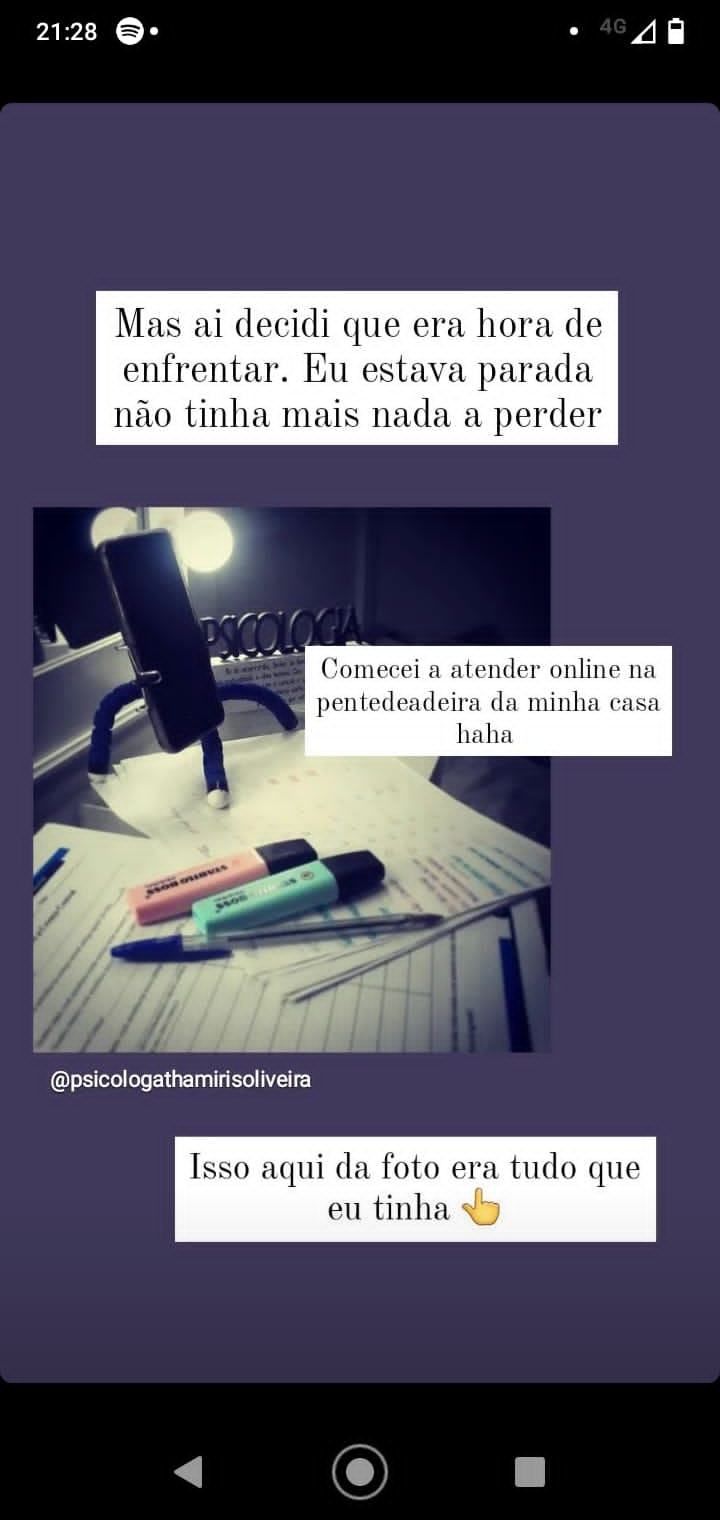 21:28
4G
Mas ai decidi que era hora de
enfrentar. Eu estava parada
não tinha mais nada a perder
PSICOLOGIA
Comecei a atender online na
pentedeadeira da minha casa
haha
STABILO BOSS
BOSS
@psicologathamirisoliveira
Isso aqui da foto era tudo que
eu tinha 👆